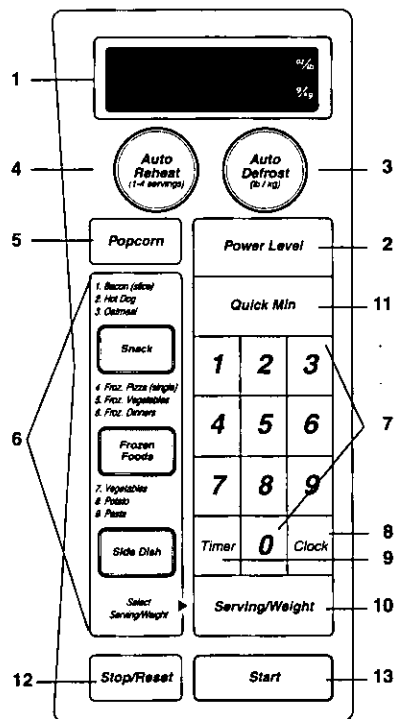 oz/lb
1
g/kg
Auto
Reheat
(1-4 servings)
Auto
Defrost
(lb / kg)
4
3
5
Popcorn
Power Level
2
1. Bacon (slice)
2. Hot Dog
3. Oatmeal
Quick Min
11
Snack
1 2 3
4. Froz. Pizza (single)
5. Froz. Vegetables
6. Froz. Dinners
6
4 5 6
7
Frozen
Foods
7. Vegetables
8. Potato
9. Pasta
7 8 9
Side Dish
Timer 0 Clock
8
9
Select
Serving/Weight
Serving/Weight
10
12
Stop/Reset
Start
13